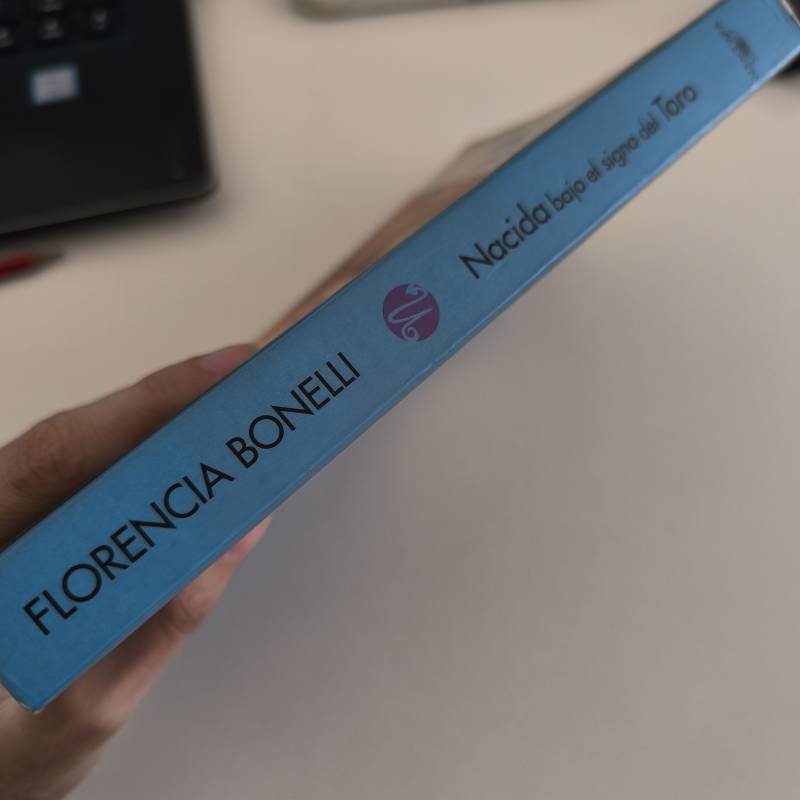 FLORENCIA BONELLI
Nacida bajo el signo del Toro